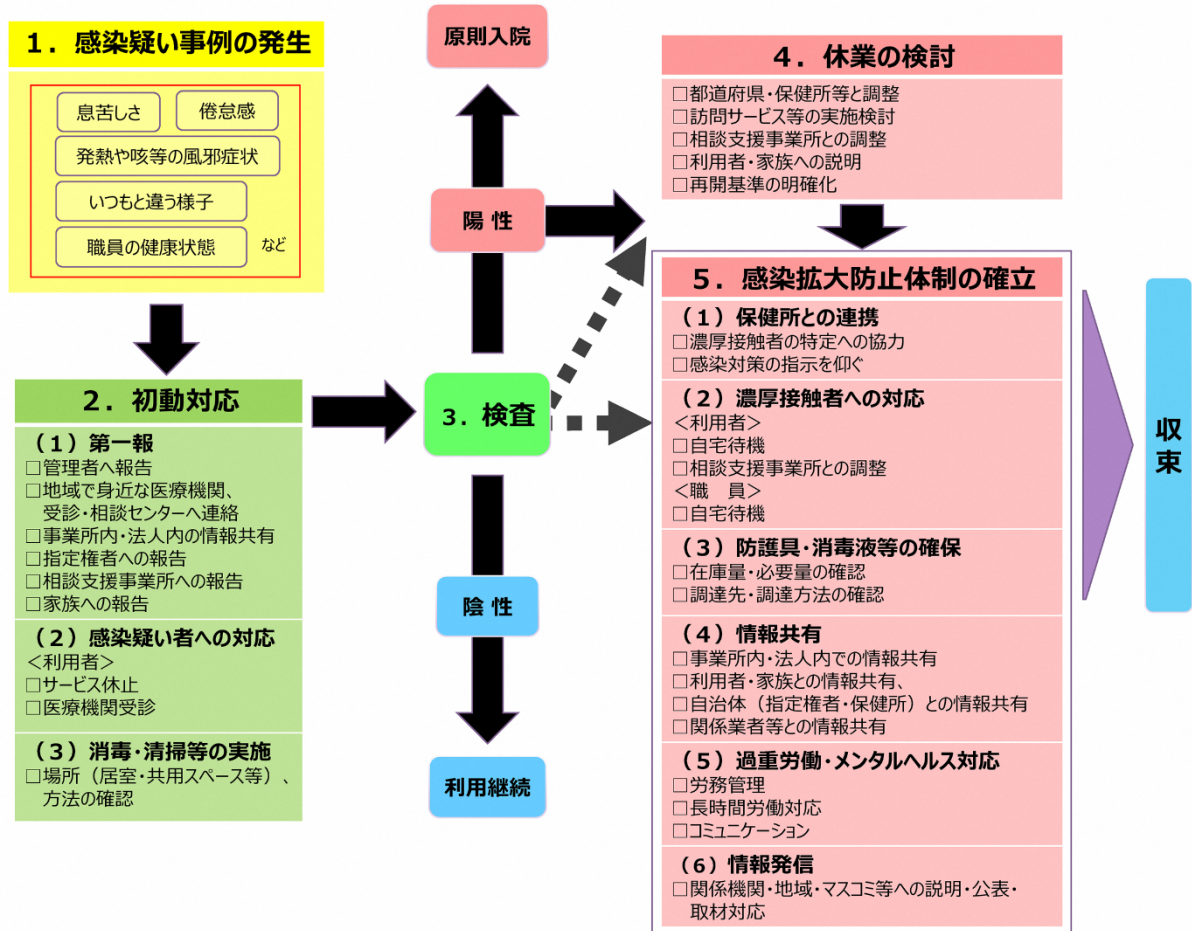 1．感染疑い事例の発生
息苦しさ
倦怠感
発熱や咳等の風邪症状
いつもと違う様子
職員の健康状態
など
2．初動対応
（1）第一報
□管理者へ報告
□地域で身近な医療機関、
受診・相談センターへ連絡
□事業所内・法人内の情報共有
□指定権者への報告
□相談支援事業所への報告
□家族への報告
（2）感染疑い者への対応
＜利用者＞
□サービス休止
□医療機関受診
（3）消毒・清掃等の実施
□場所（居室・共用スペース等）、
方法の確認
原則入院
陽 性
3．検査
陰 性
利用継続
4．休業の検討
□都道府県・保健所等と調整
□訪問サービス等の実施検討
□相談支援事業所との調整
□利用者・家族への説明
□再開基準の明確化
5．感染拡大防止体制の確立
（1）保健所との連携
□濃厚接触者の特定への協力
□感染対策の指示を仰ぐ
（2）濃厚接触者への対応
＜利用者＞
□自宅待機
□相談支援事業所との調整
＜職　員＞
□自宅待機
（3）防護具・消毒液等の確保
□在庫量・必要量の確認
□調達先・調達方法の確認
（4）情報共有
□事業所内・法人内での情報共有
□利用者・家族との情報共有、
□自治体（指定権者・保健所）との情報共有
□関係業者等との情報共有
（5）過重労働・メンタルヘルス対応
□労務管理
□長時間労働対応
□コミュニケーション
（6）情報発信
□関係機関・地域・マスコミ等への説明・公表・
取材対応
収束